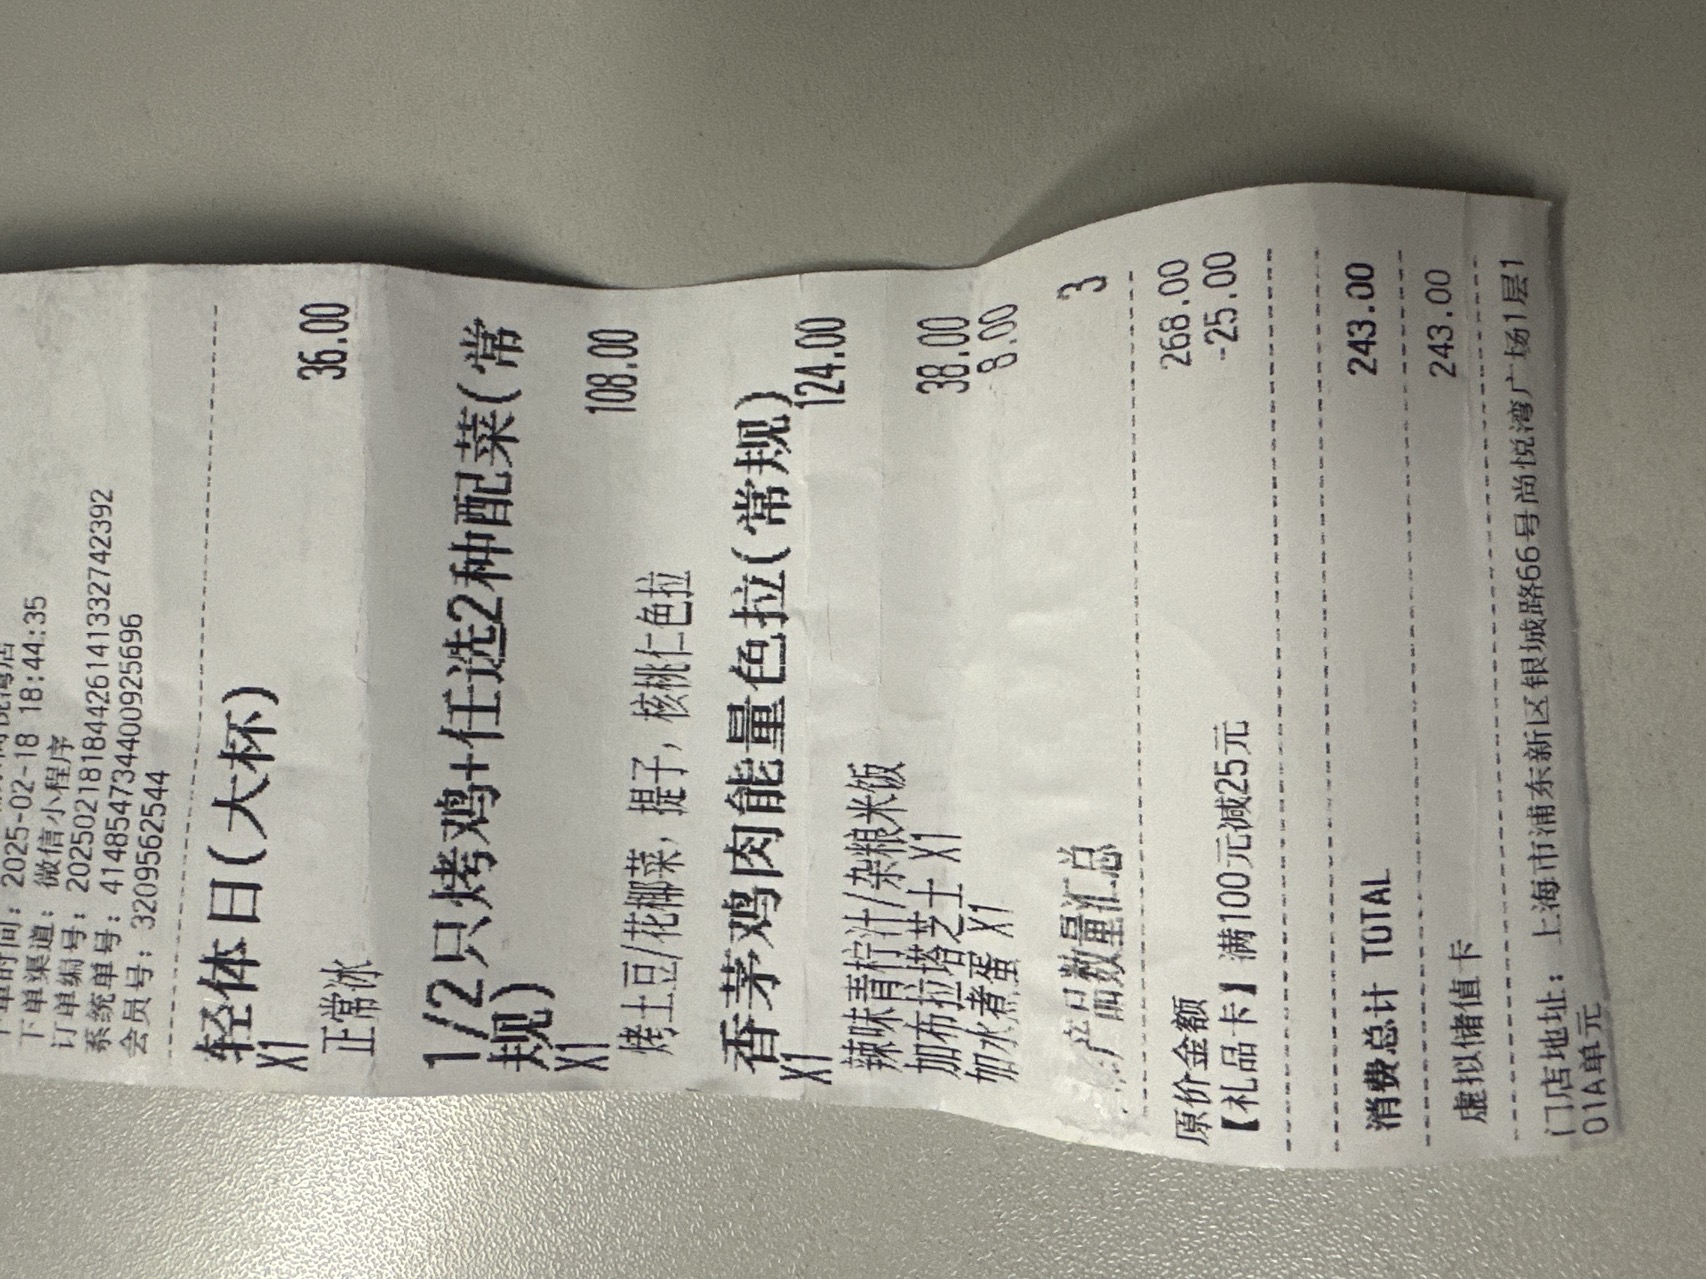 下单时间：2025-02-18 18:44:35
下单渠道：微信小程序
订单编号：20250218184426141332742392
系统单号：414854734400925696
会员号：3209562544
轻体日(大杯)
X1 36.00
正常冰
1/2只烤鸡+任选2种配菜(常
规)
X1 108.00
烤土豆/花椰菜，提子，核桃仁色拉
香茅鸡肉能量色拉(常规)
X1 124.00
辣味青柠汁/杂粮米饭
加布拉塔芝士 X1 38.00
加水煮蛋 X1 8.00
产品数量汇总 3
原价金额 268.00
【礼品卡】满100元减25元 -25.00
消费总计 TOTAL 243.00
虚拟储值卡 243.00
门店地址：上海市浦东新区银城路66号尚悦湾广场1层1
01A单元